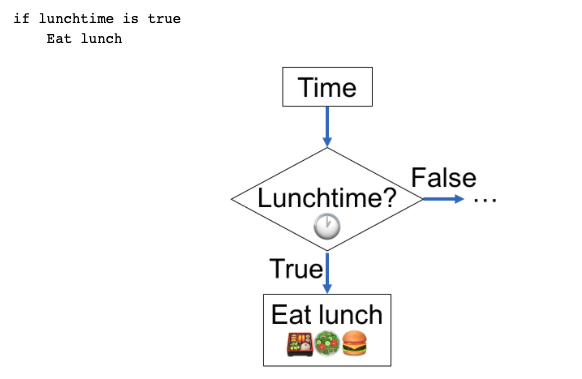 if lunchtime is true
    Eat lunch
Time
Lunchtime?
False
...
True
Eat lunch